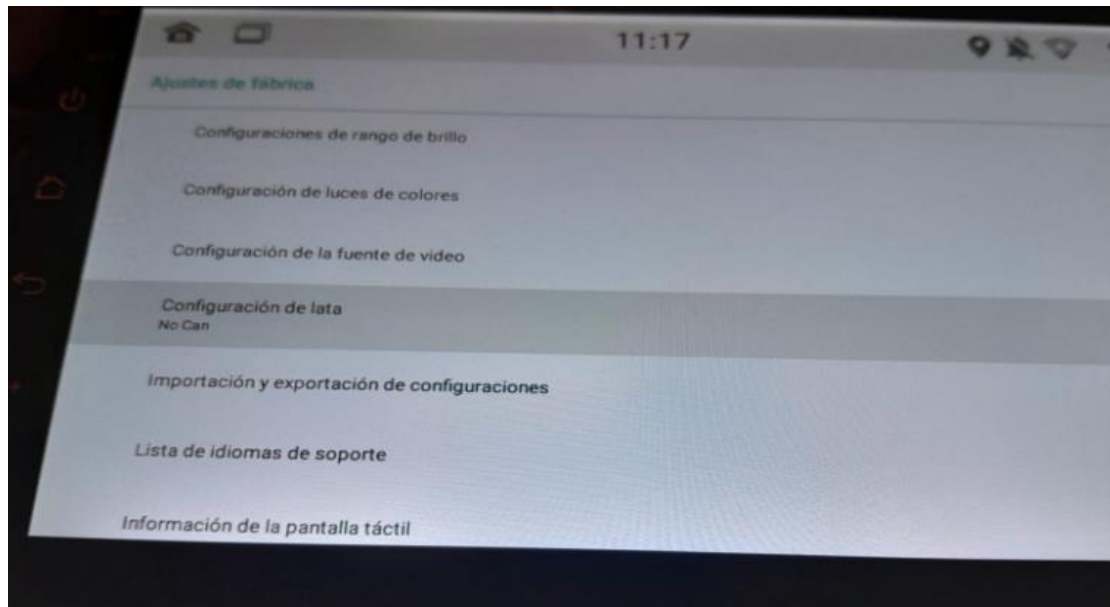 11:17
Ajustes de fábrica
Configuraciones de rango de brillo
Configuración de luces de colores
Configuración de la fuente de video
Configuración de lata
No Can
Importación y exportación de configuraciones
Lista de idiomas de soporte
Información de la pantalla táctil